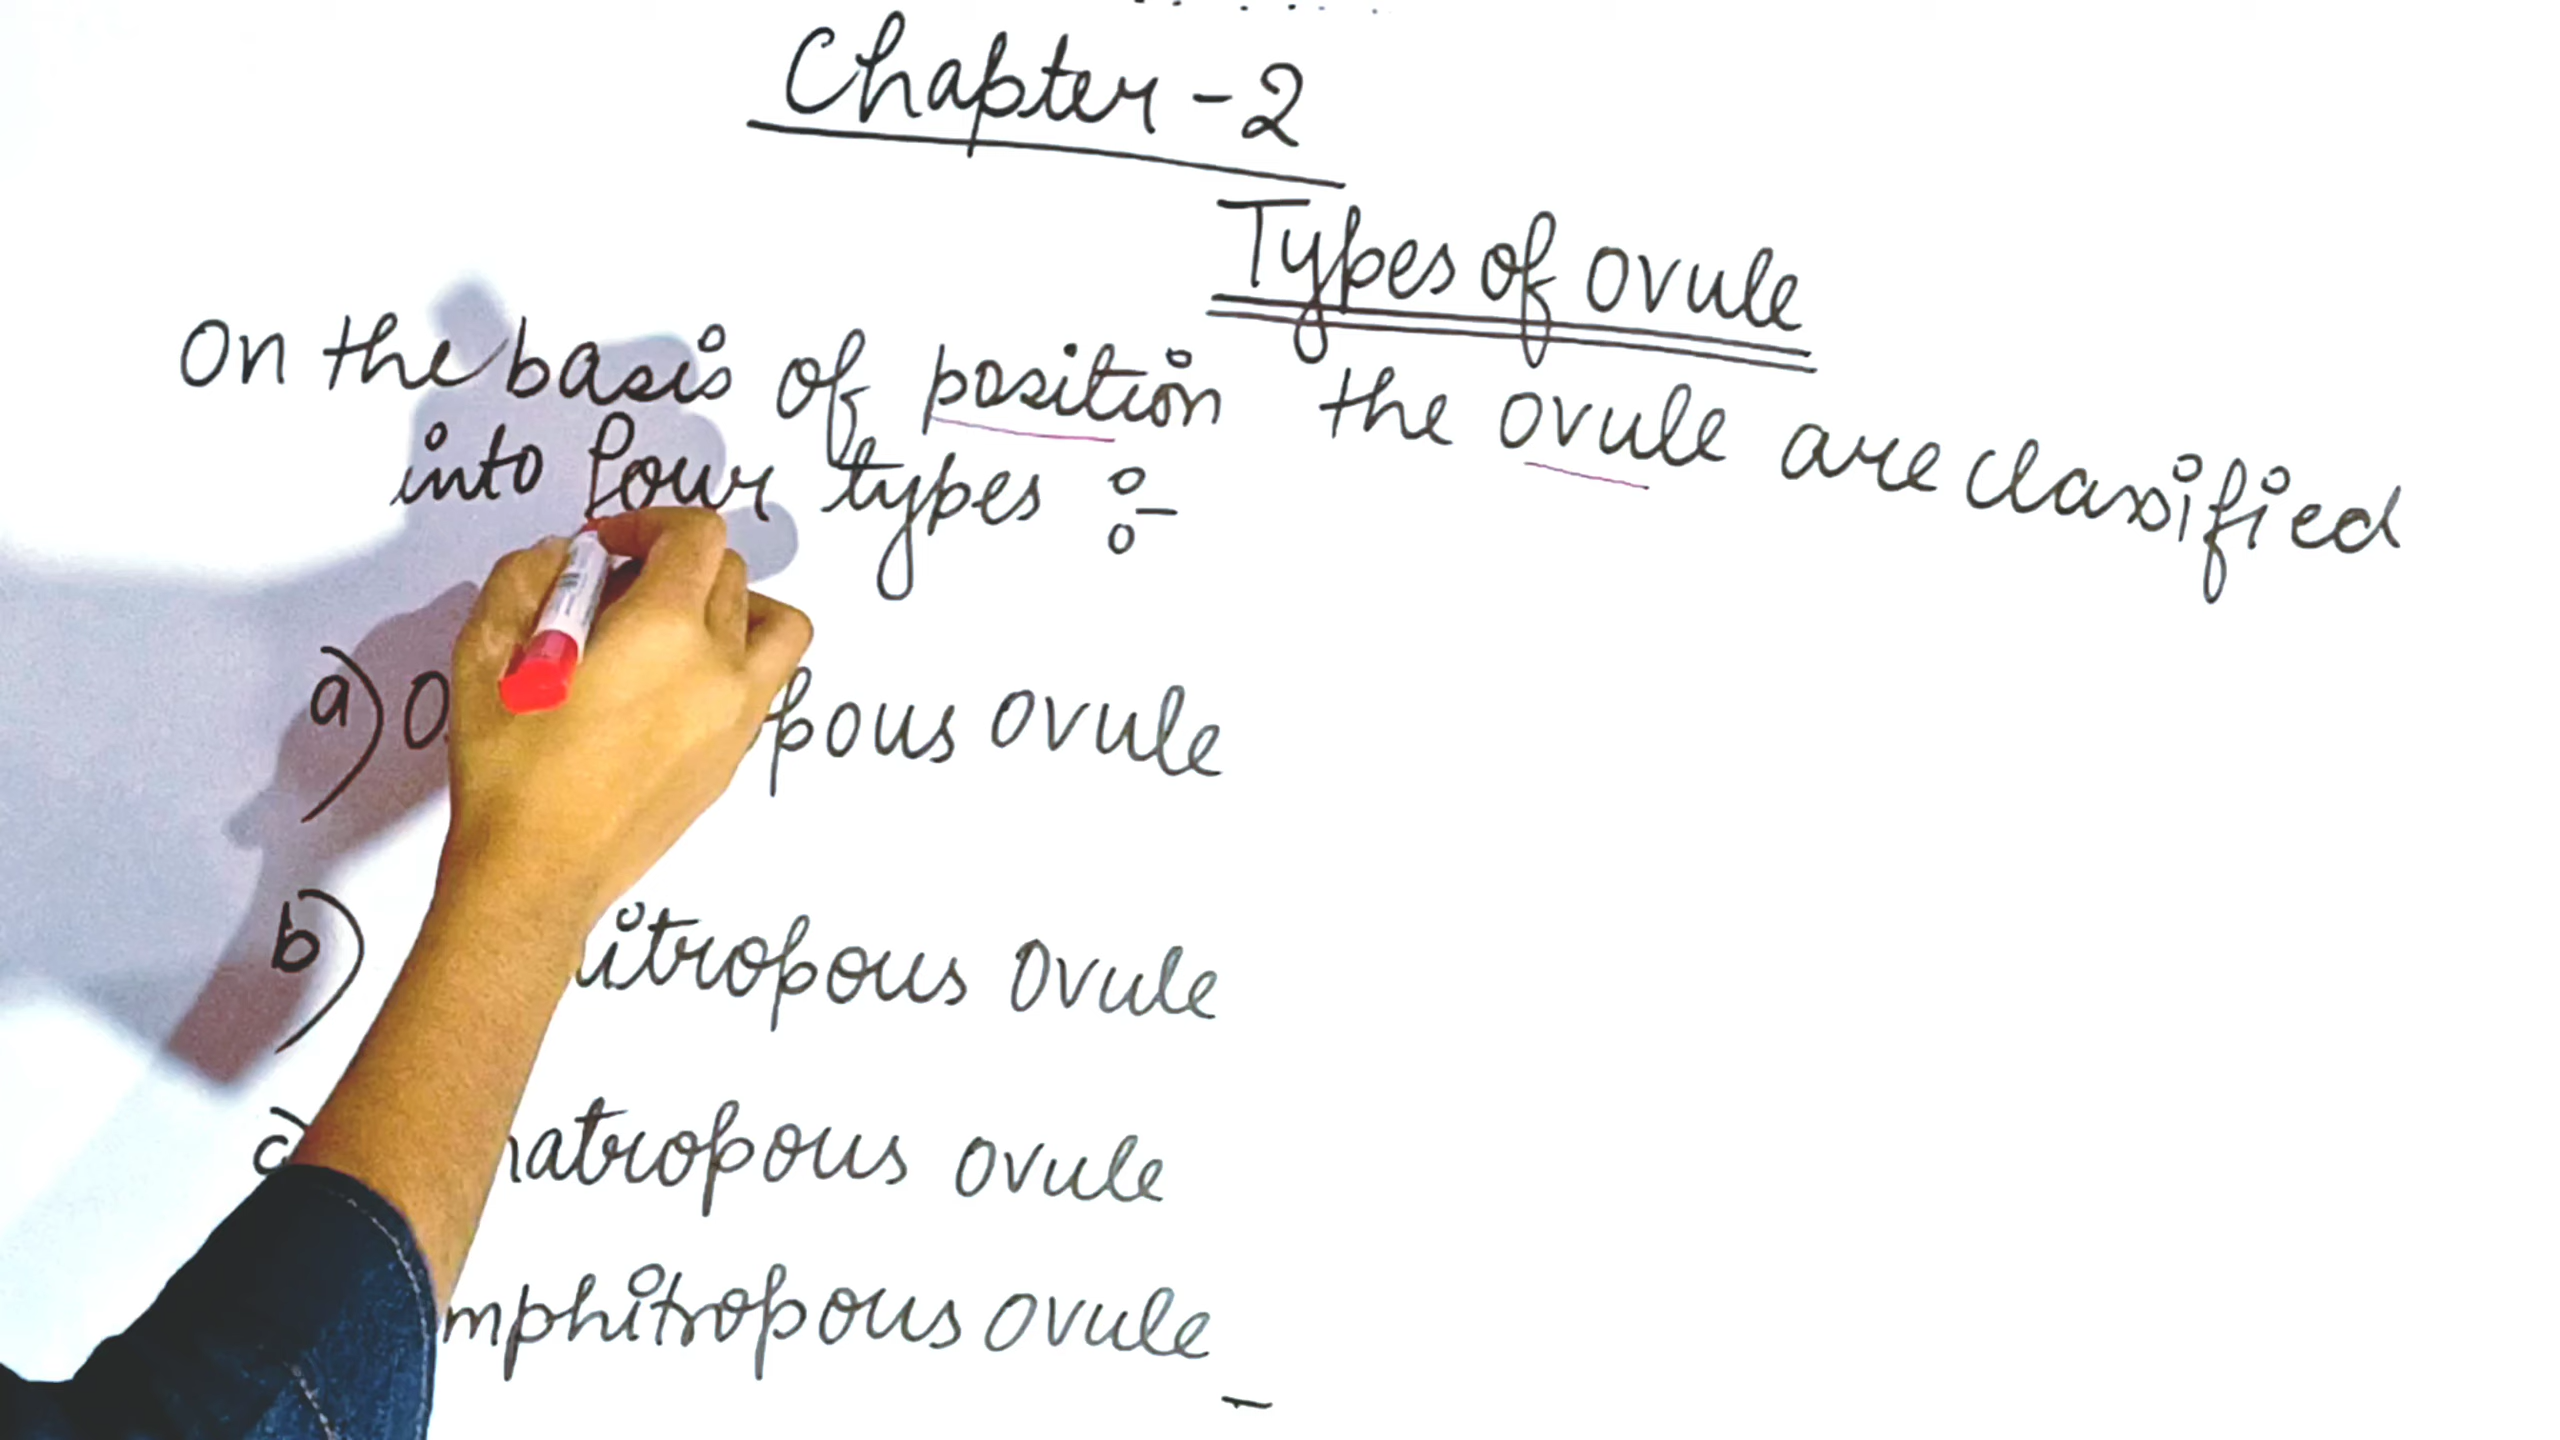 Chapter - 2
Types of ovule
On the basis of position the ovule are classified
into four types :-
a) pous ovule
b) itropous ovule
c) natropous ovule
mphitropous ovule